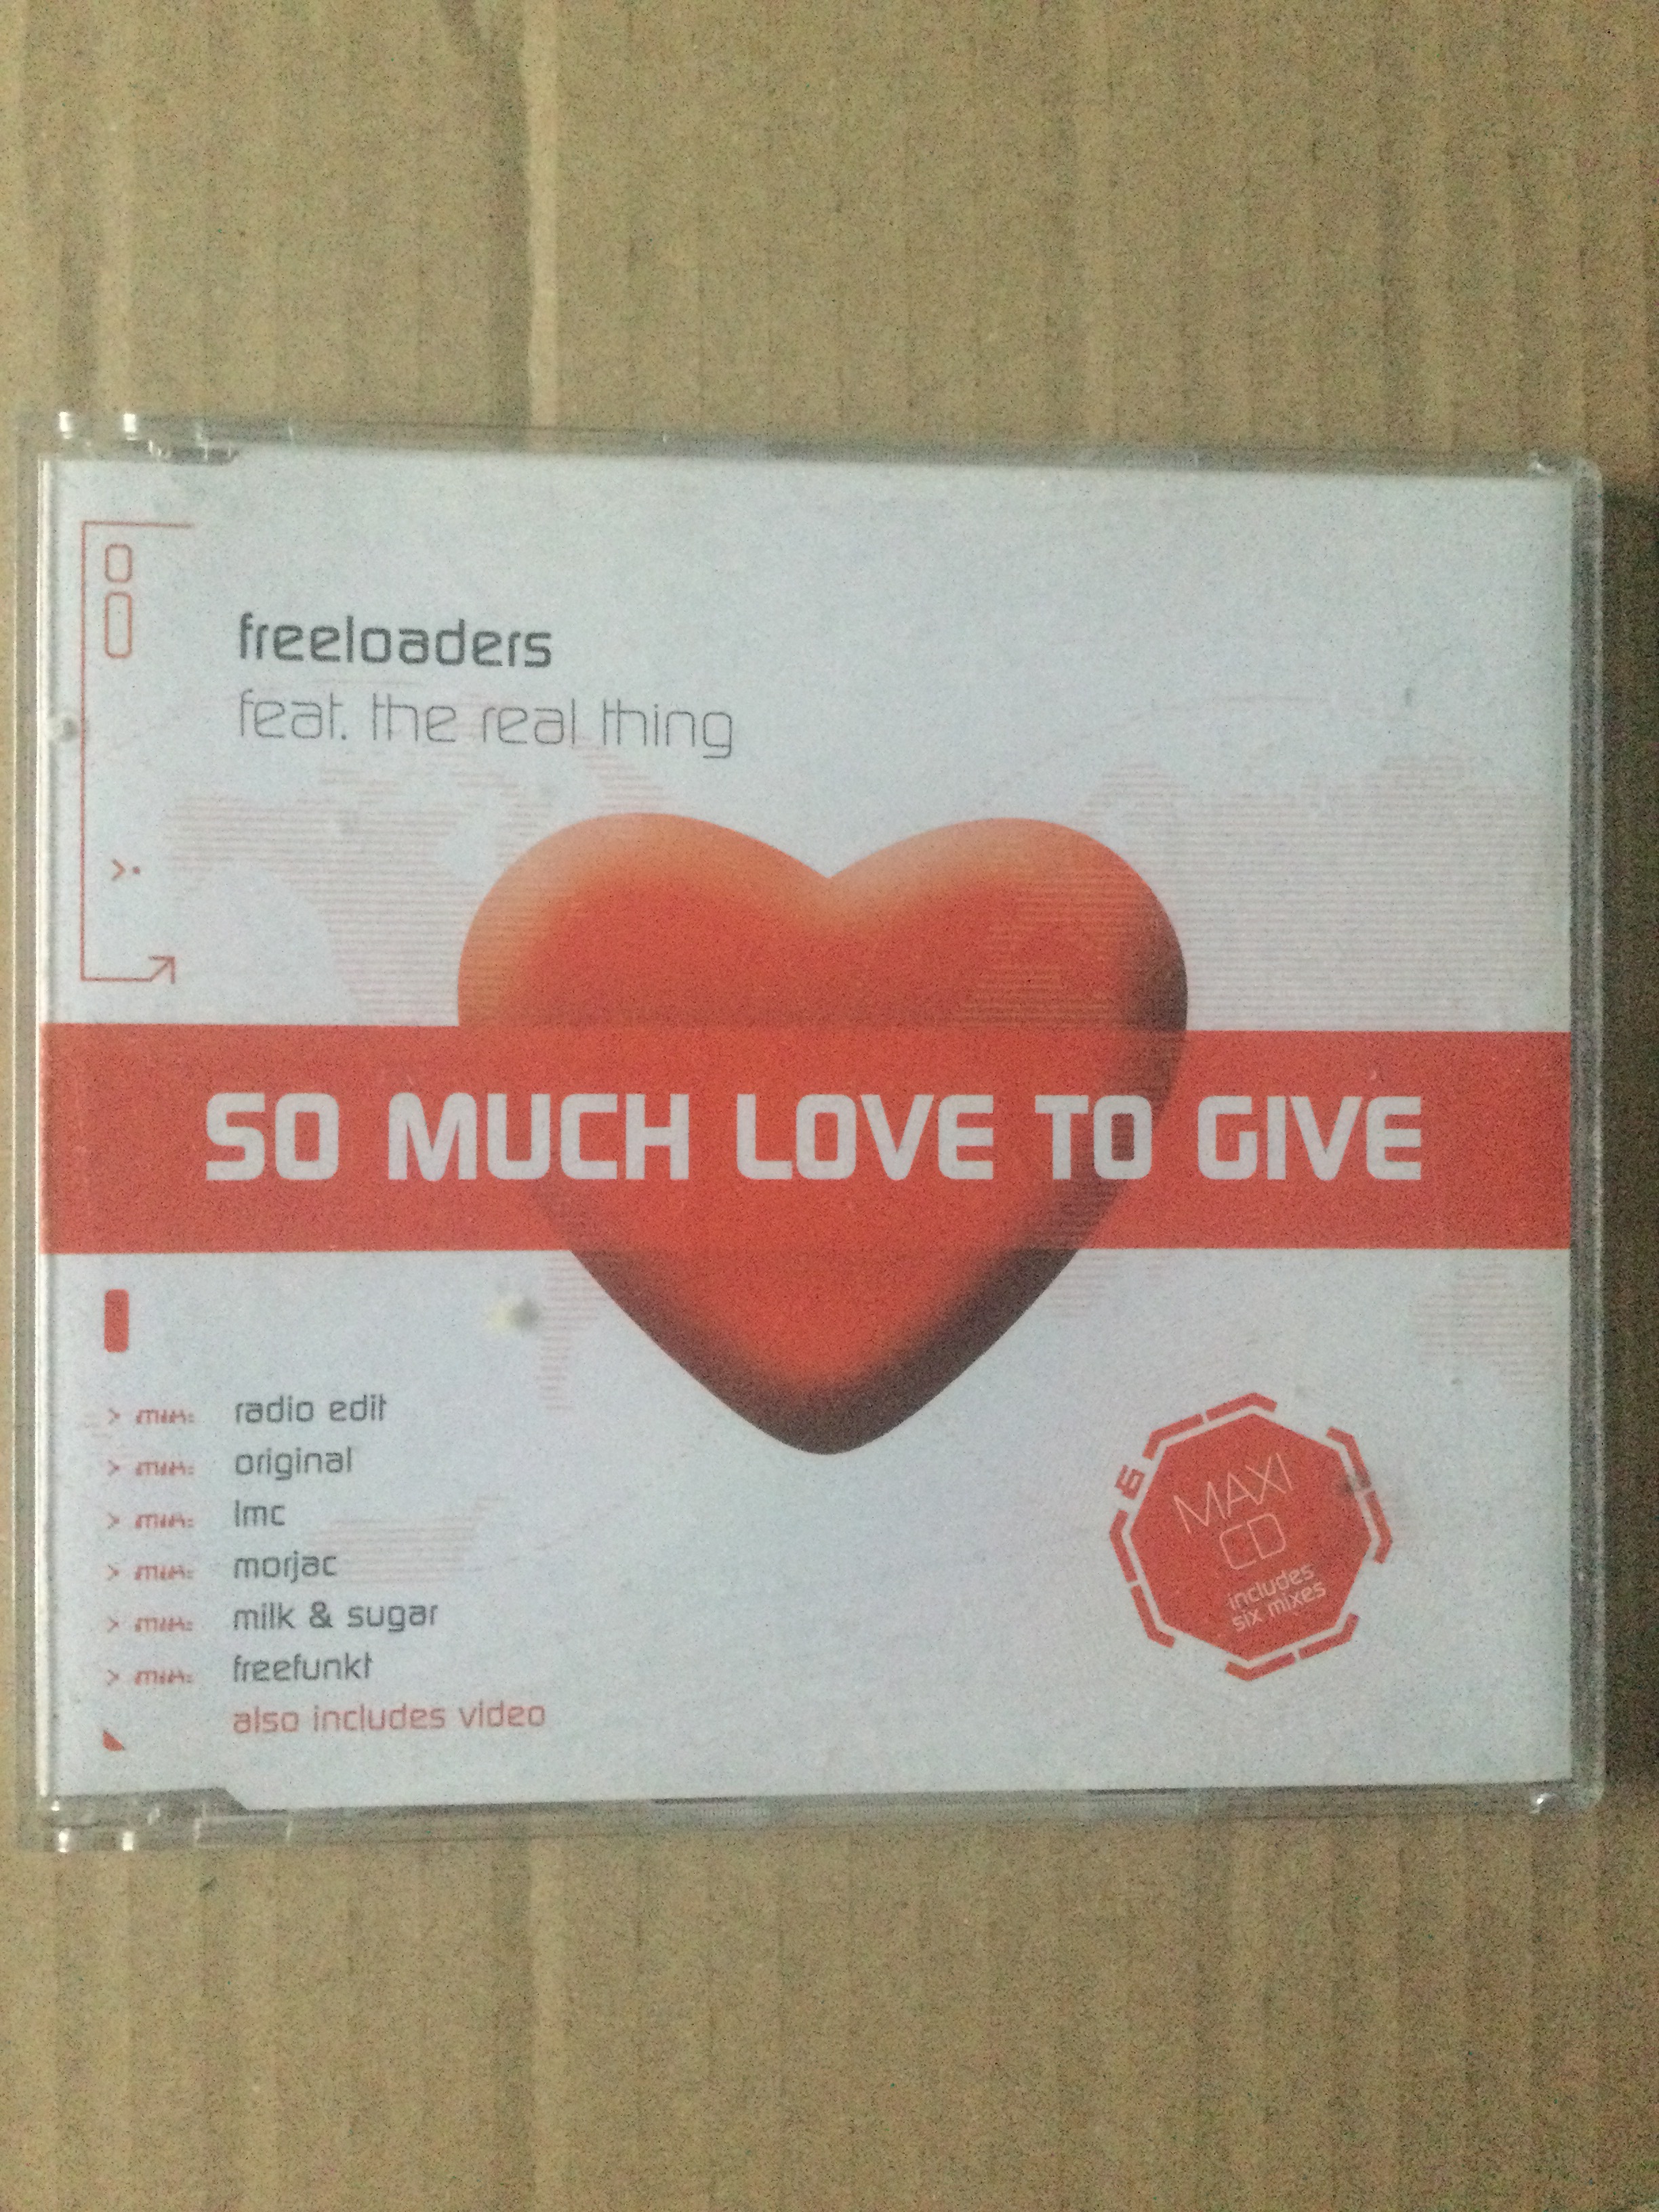 freeloaders
feat. the real thing
SO MUCH LOVE TO GIVE
> mix: radio edit
> mix: original
> mix: lmc
> mix: morjac
> mix: milk & sugar
> mix: freefunkt
also includes video
6
MAXI
CD
includes
six mixes